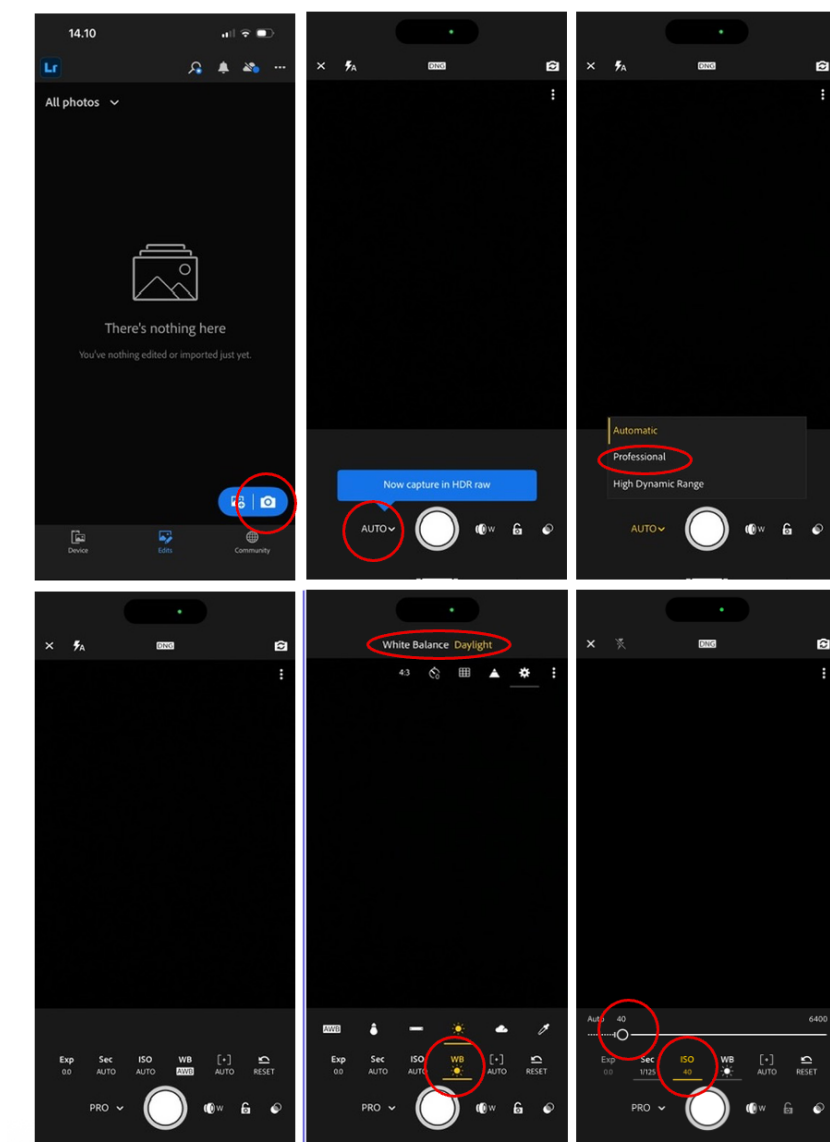 14.10
Lr
All photos
There's nothing here
You've nothing edited or imported just yet.
Device
Edits
Community
A
DNG
Now capture in HDR raw
AUTO
W
A
DNG
Automatic
Professional
High Dynamic Range
AUTO
W
A
DNG
Exp Sec ISO WB [+]
0.0 AUTO AUTO AWB AUTO RESET
PRO W
White Balance Daylight
4:3
AWB
Exp Sec ISO WB [+]
0.0 AUTO AUTO AUTO RESET
PRO W
DNG
Auto 40 6400
Exp Sec ISO WB [+]
0.0 1/125 40 AUTO RESET
PRO W